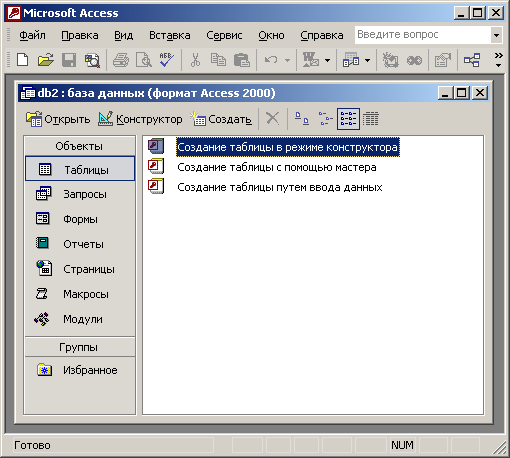 Microsoft Access
Файл Правка Вид Вставка Сервис Окно Справка Введите вопрос
db2 : база данных (формат Access 2000)
Открыть Конструктор Создать
Объекты
Таблицы
Запросы
Формы
Отчеты
Страницы
Макросы
Модули
Группы
Избранное
Создание таблицы в режиме конструктора
Создание таблицы с помощью мастера
Создание таблицы путем ввода данных
Готово NUM